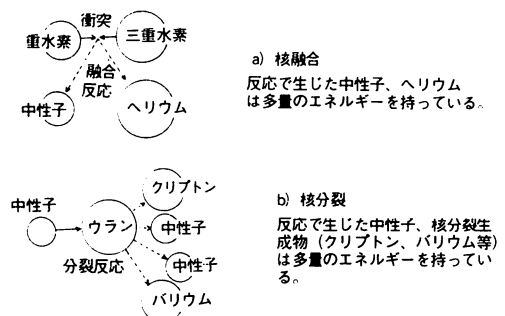 衝突
重水素
三重水素
融合
反応
中性子
ヘリウム
a) 核融合
反応で生じた中性子、ヘリウム
は多量のエネルギーを持っている。
クリプトン
中性子
ウラン
中性子
分裂反応
中性子
バリウム
b) 核分裂
反応で生じた中性子、核分裂生
成物（クリプトン、バリウム等）
は多量のエネルギーを持ってい
る。